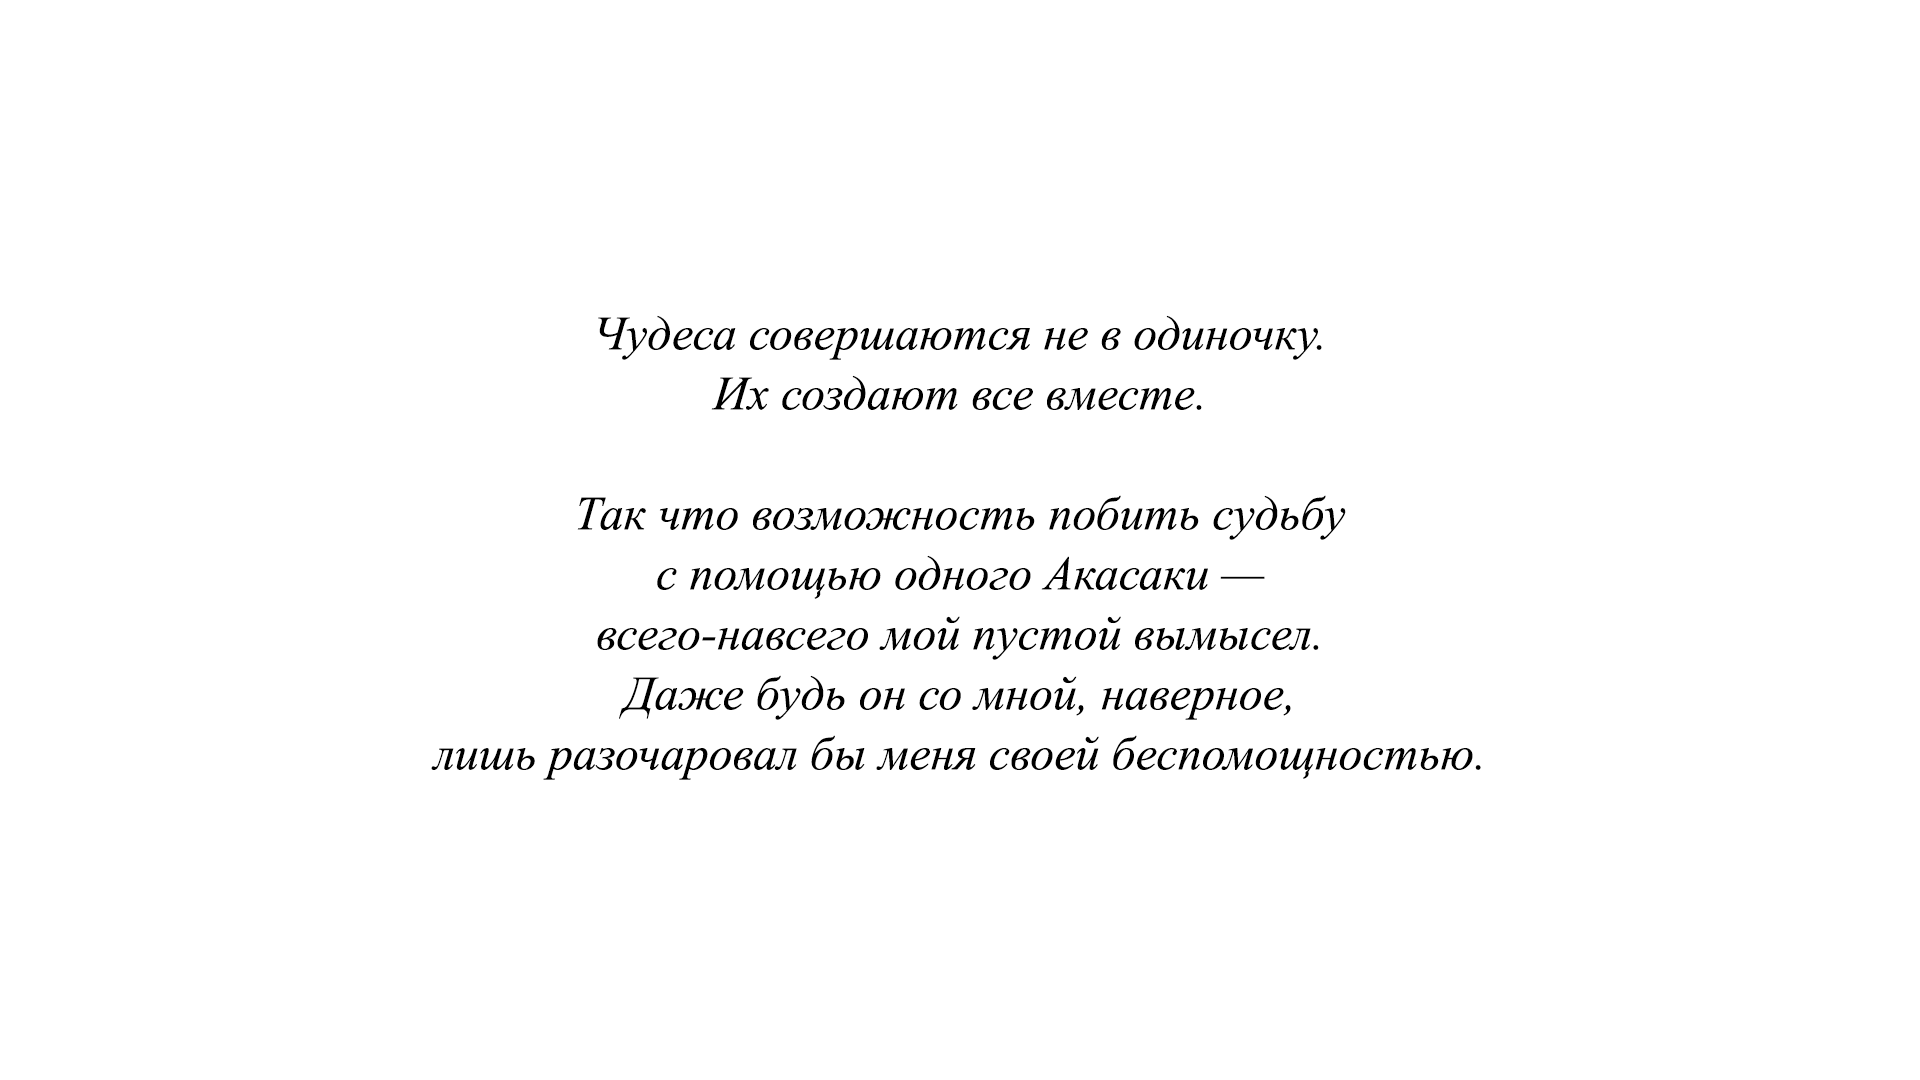 Чудеса совершаются не в одиночку.
Их создают все вместе.
Так что возможность побить судьбу
с помощью одного Акасаки —
всего-навсего мой пустой вымысел.
Даже будь он со мной, наверное,
лишь разочаровал бы меня своей беспомощностью.